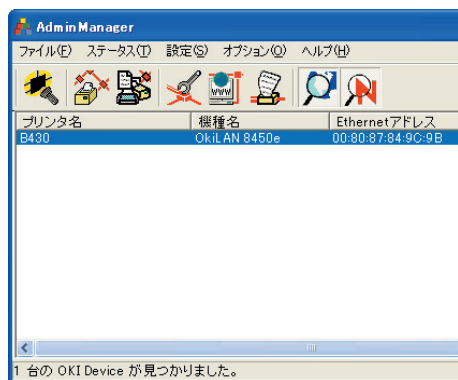 AdminManager
ファイル(F) ステータス(T) 設定(S) オプション(O) ヘルプ(H)
WWW
プリンタ名 機種名 Ethernetアドレス
B430 OkiLAN 8450e 00:80:87:84:9C:9B
1 台の OKI Device が見つかりました。